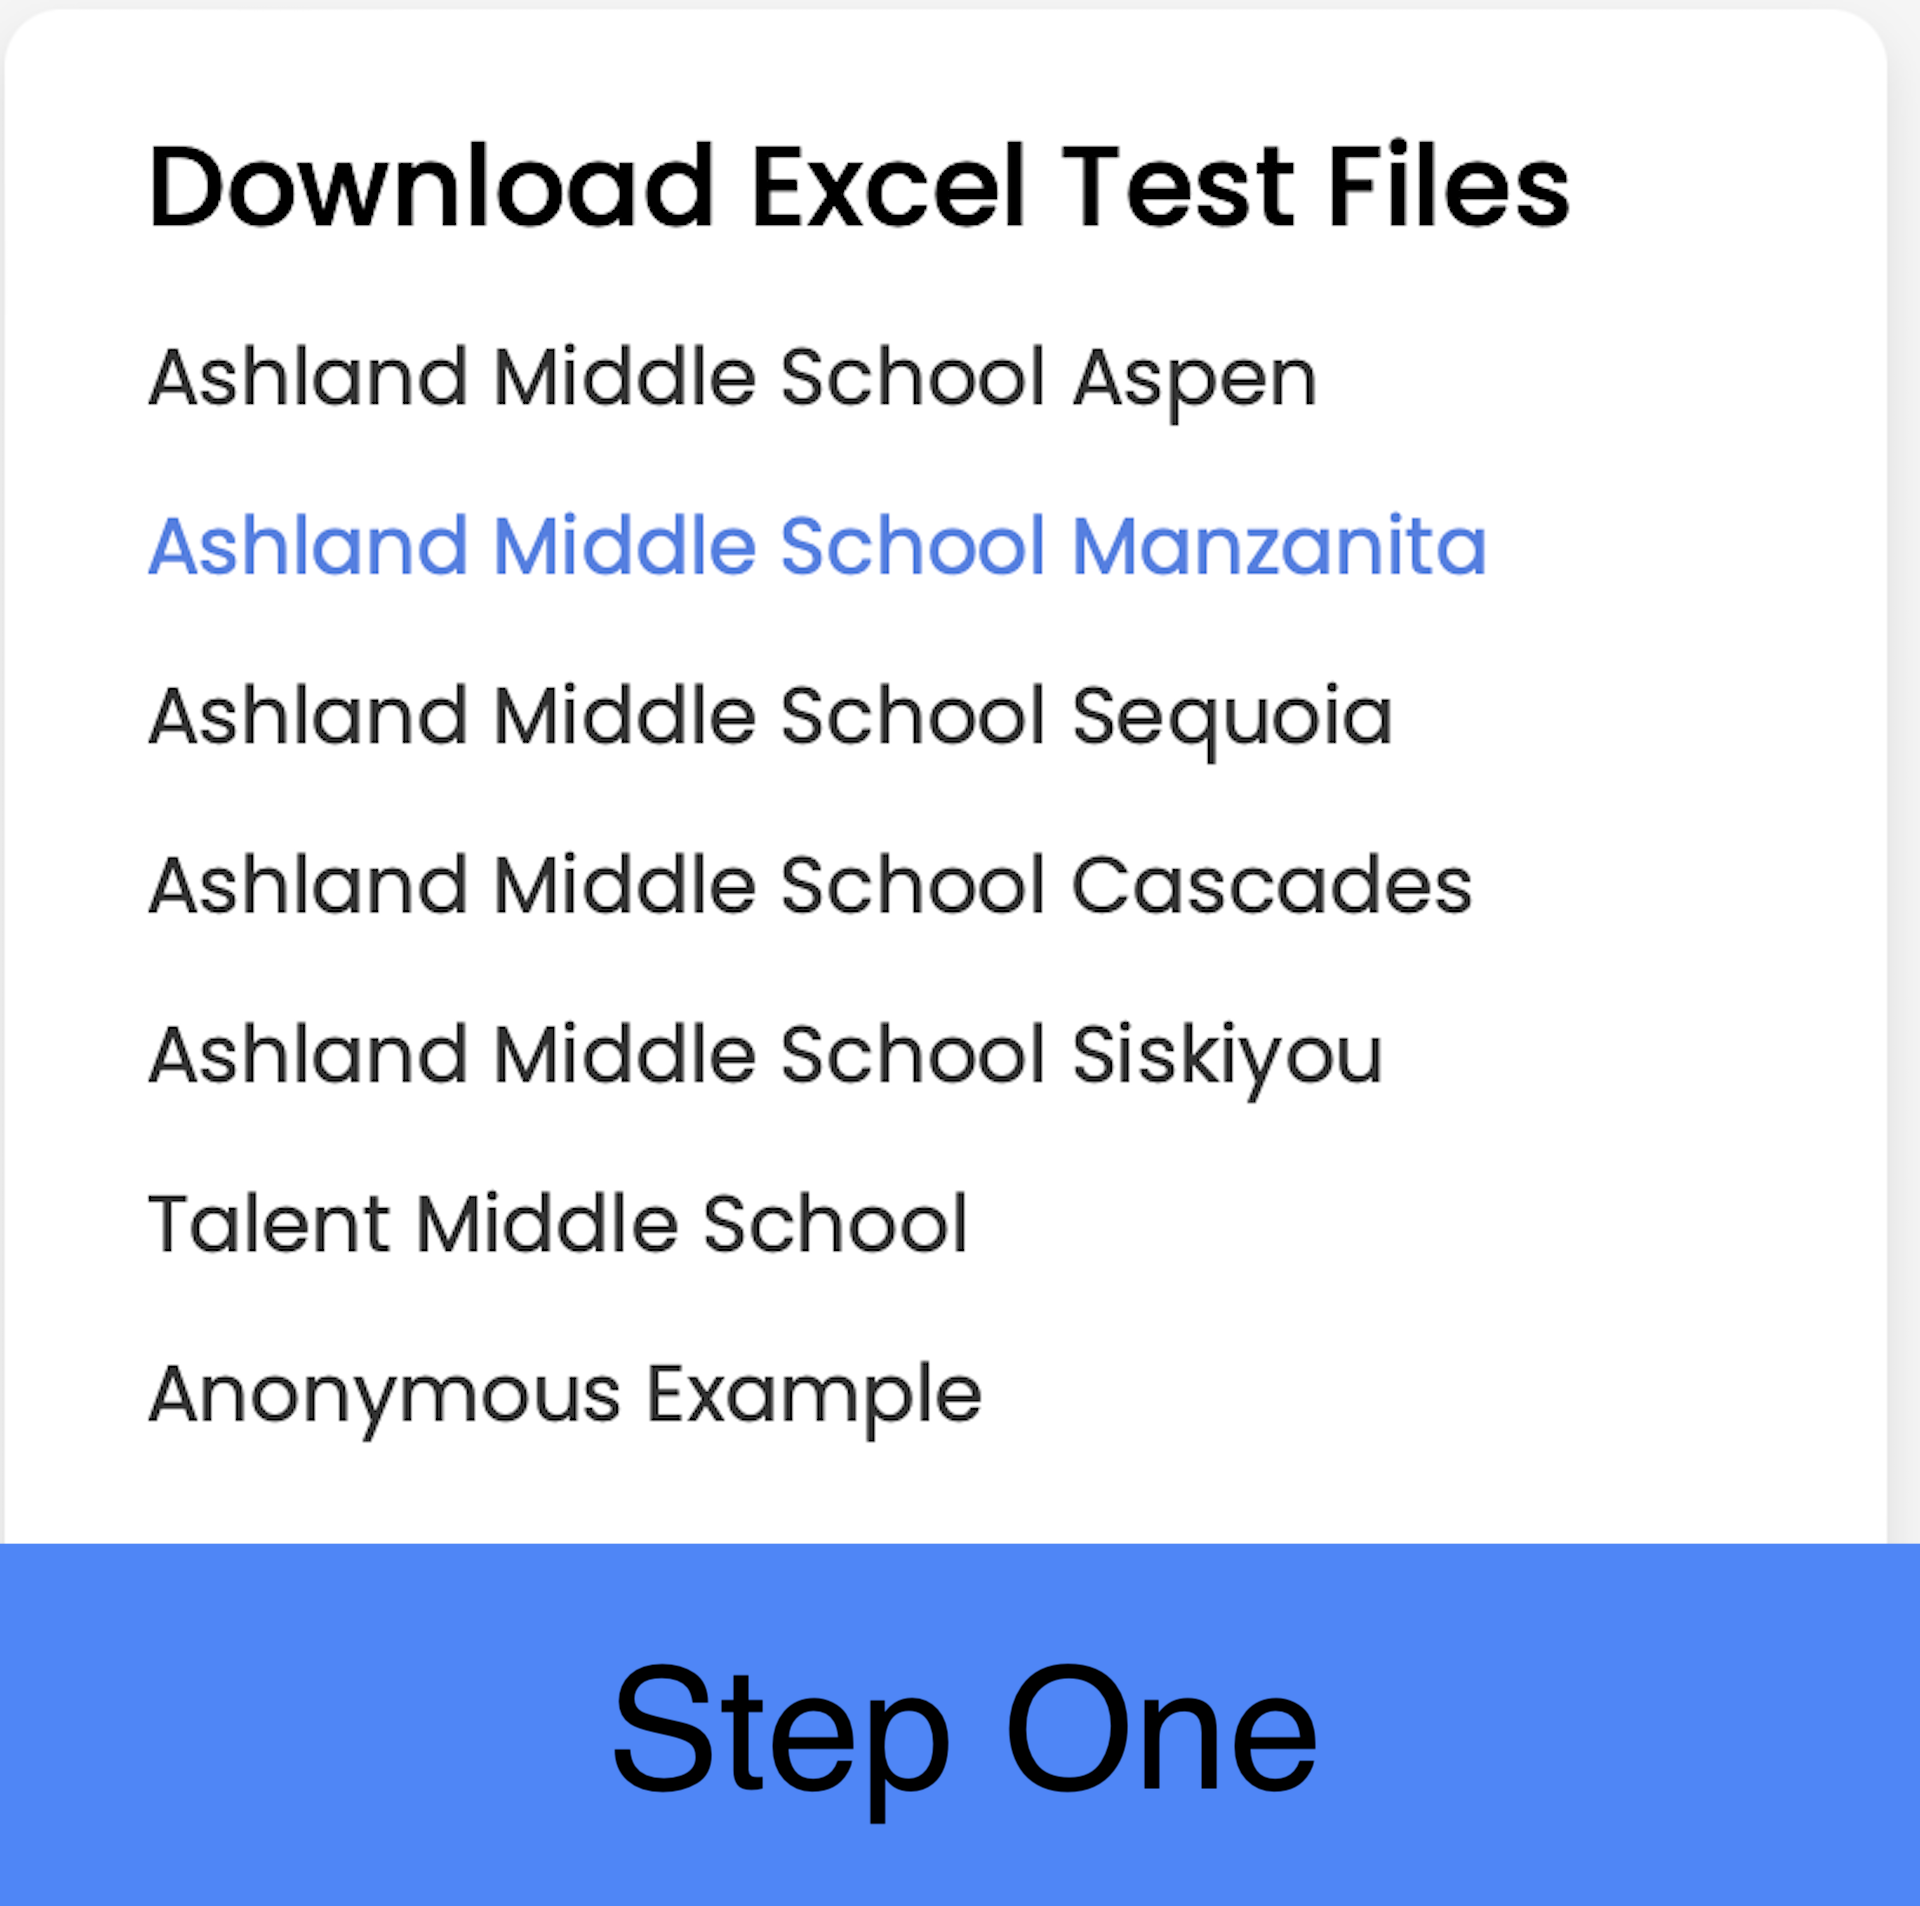 Download Excel Test Files
Ashland Middle School Aspen
Ashland Middle School Manzanita
Ashland Middle School Sequoia
Ashland Middle School Cascades
Ashland Middle School Siskiyou
Talent Middle School
Anonymous Example
Step One